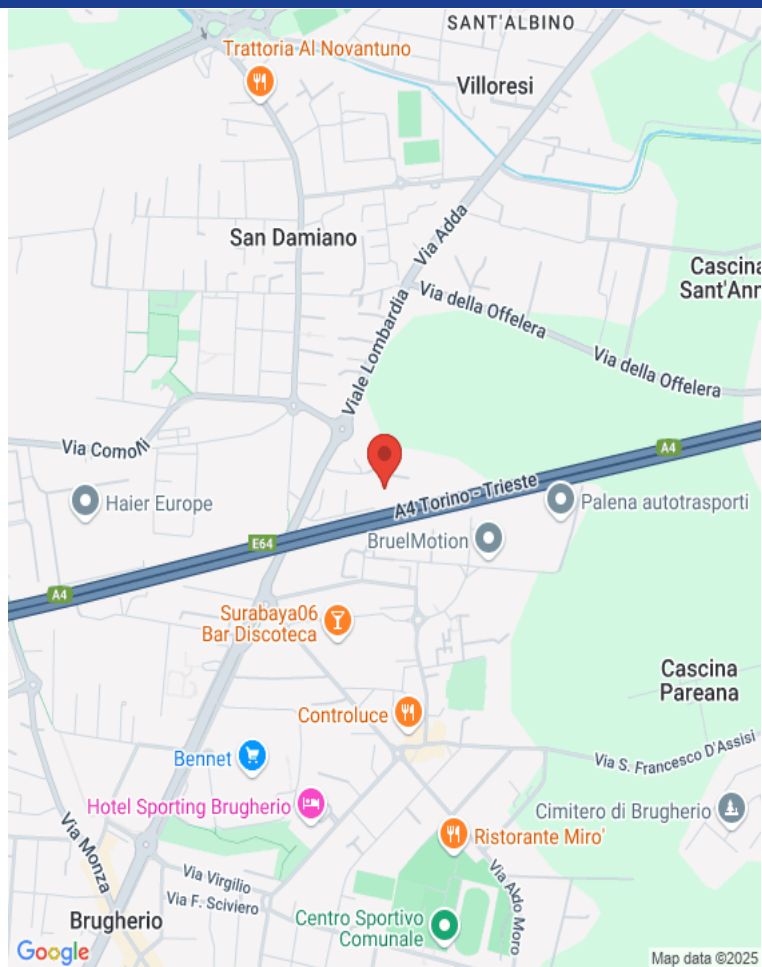 SANT'ALBINO
Trattoria Al Novantuno
Villoresi
San Damiano
Via Adda
Cascina
Sant'Ann
Via della Offelera
Viale Lombardia
Via della Offelera
Via Comolli
A4
Haier Europe
A4 Torino - Trieste
Palena autotrasporti
E64
BruelMotion
A4
Surabaya06
Bar Discoteca
Cascina
Pareana
Controluce
Via S. Francesco D'Assisi
Bennet
Hotel Sporting Brugherio
Cimitero di Brugherio
Via Monza
Ristorante Miro'
Via Virgilio
Via Aldo Moro
Via F. Sciviero
Brugherio
Centro Sportivo
Comunale
Google
Map data ©2025